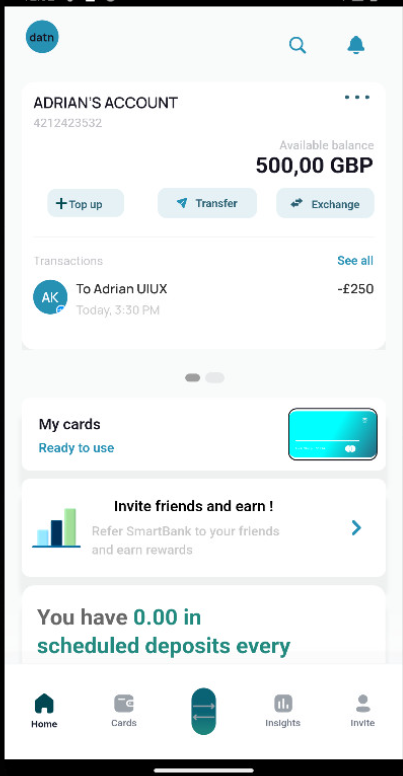 datn
ADRIAN'S ACCOUNT
4212423532
Available balance
500,00 GBP
Top up
Transfer
Exchange
Transactions
See all
AK
To Adrian UIUX
-£250
Today, 3:30 PM
My cards
Ready to use
Invite friends and earn !
Refer SmartBank to your friends
and earn rewards
You have 0.00 in
scheduled deposits every
Home
Cards
Insights
Invite